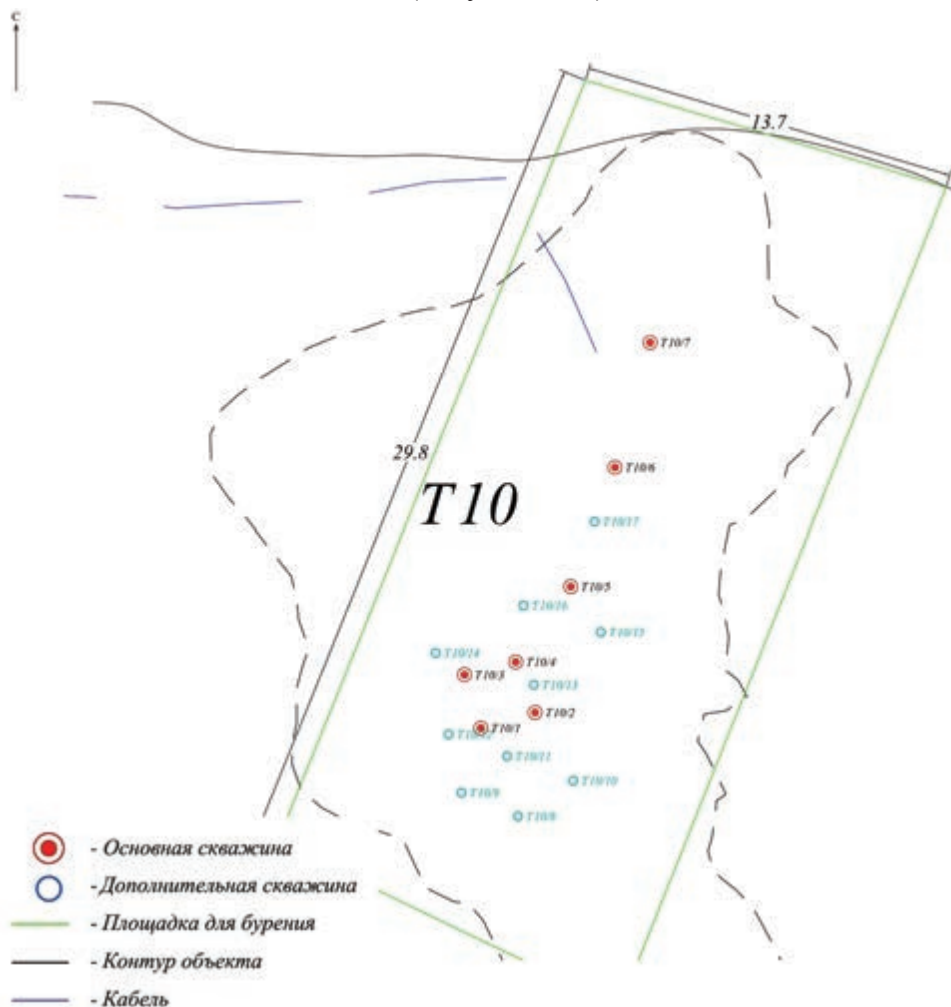 С
13.7
T10/7
29.8
T10/6
T10
T10/17
T10/5
T10/16
T10/15
T10/14
T10/4
T10/3
T10/13
T10/2
T10/1
T10/12
T10/11
T10/10
T10/9
T10/8
- Основная скважина
- Дополнительная скважина
- Площадка для бурения
- Контур объекта
- Кабель